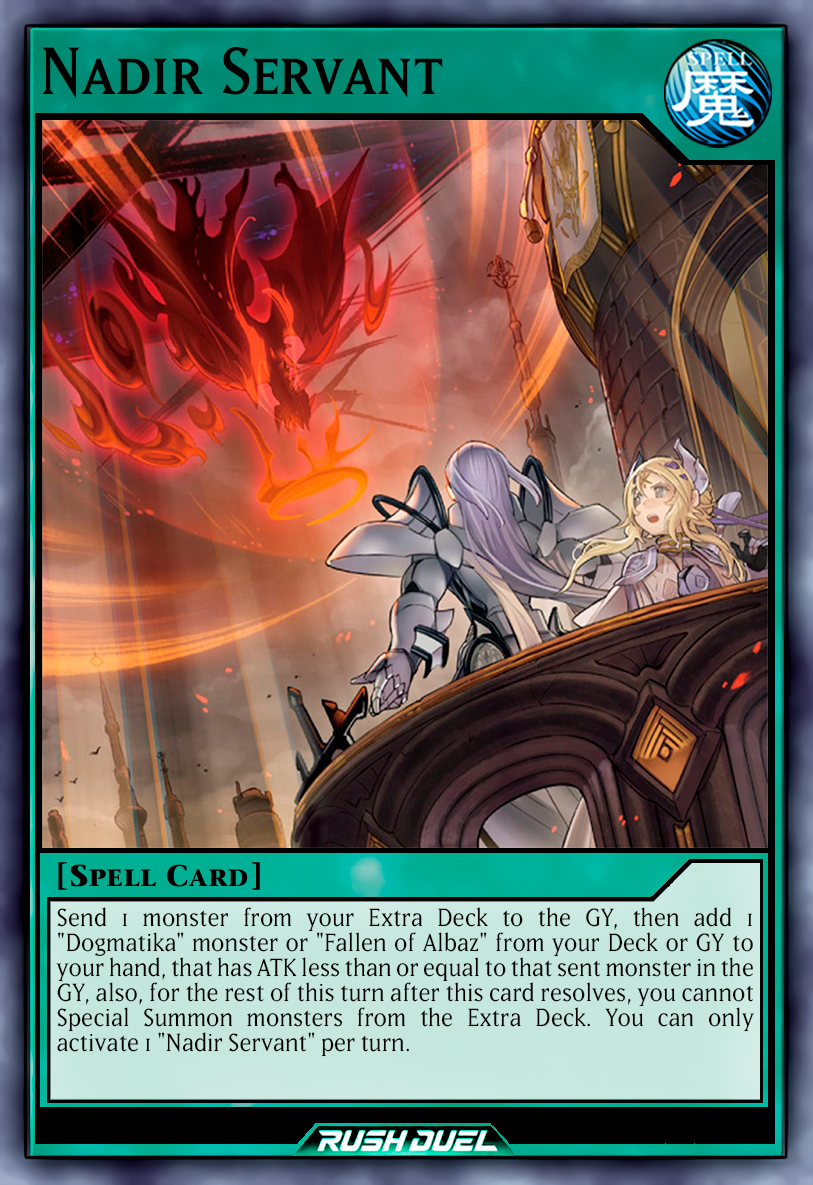 Nadir Servant
SPELL
魔
[Spell Card]
Send 1 monster from your Extra Deck to the GY, then add 1
"Dogmatika" monster or "Fallen of Albaz" from your Deck or GY to
your hand, that has ATK less than or equal to that sent monster in the
GY, also, for the rest of this turn after this card resolves, you cannot
Special Summon monsters from the Extra Deck. You can only
activate 1 "Nadir Servant" per turn.
RUSH DUEL